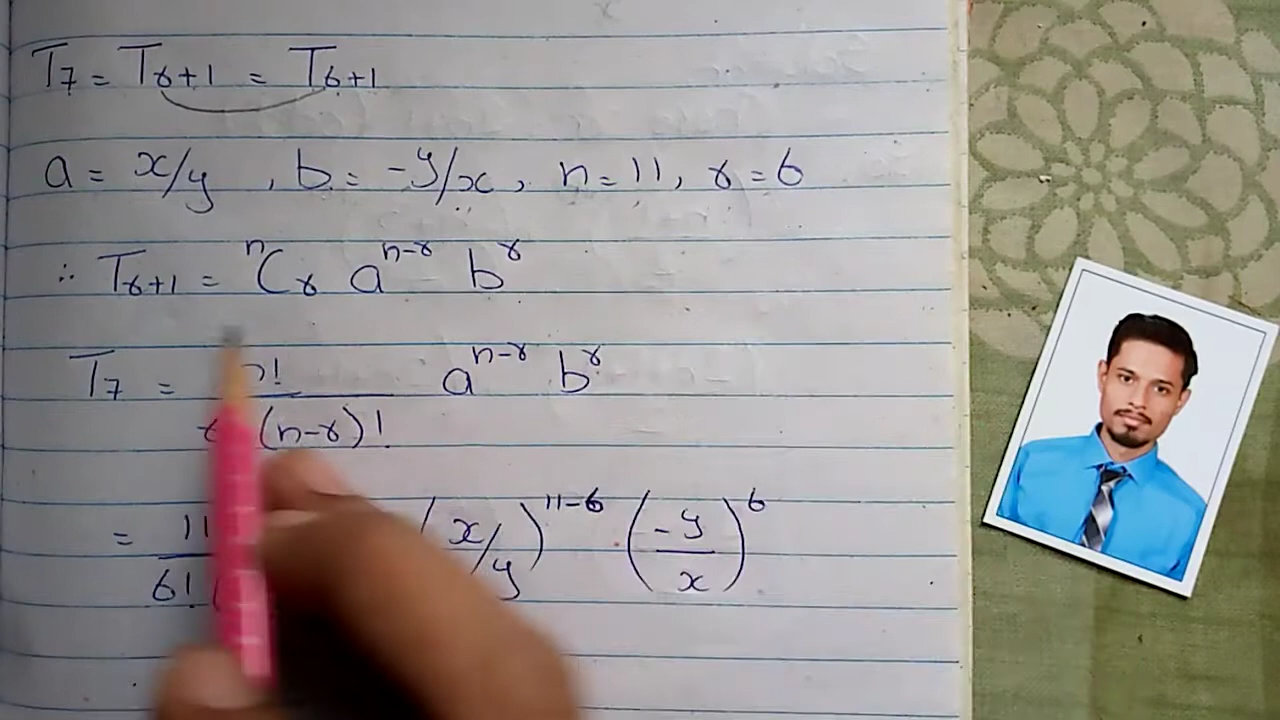 T7 = Tr+1 = T6+1
a = x/y , b = -y/x , n = 11, r = 6
∴ Tr+1 = nCr a^n-r b^r
T7 = n! / (n-r)! a^n-r b^r
= 11 / 6! (x/y)^11-6 (-y/x)^6